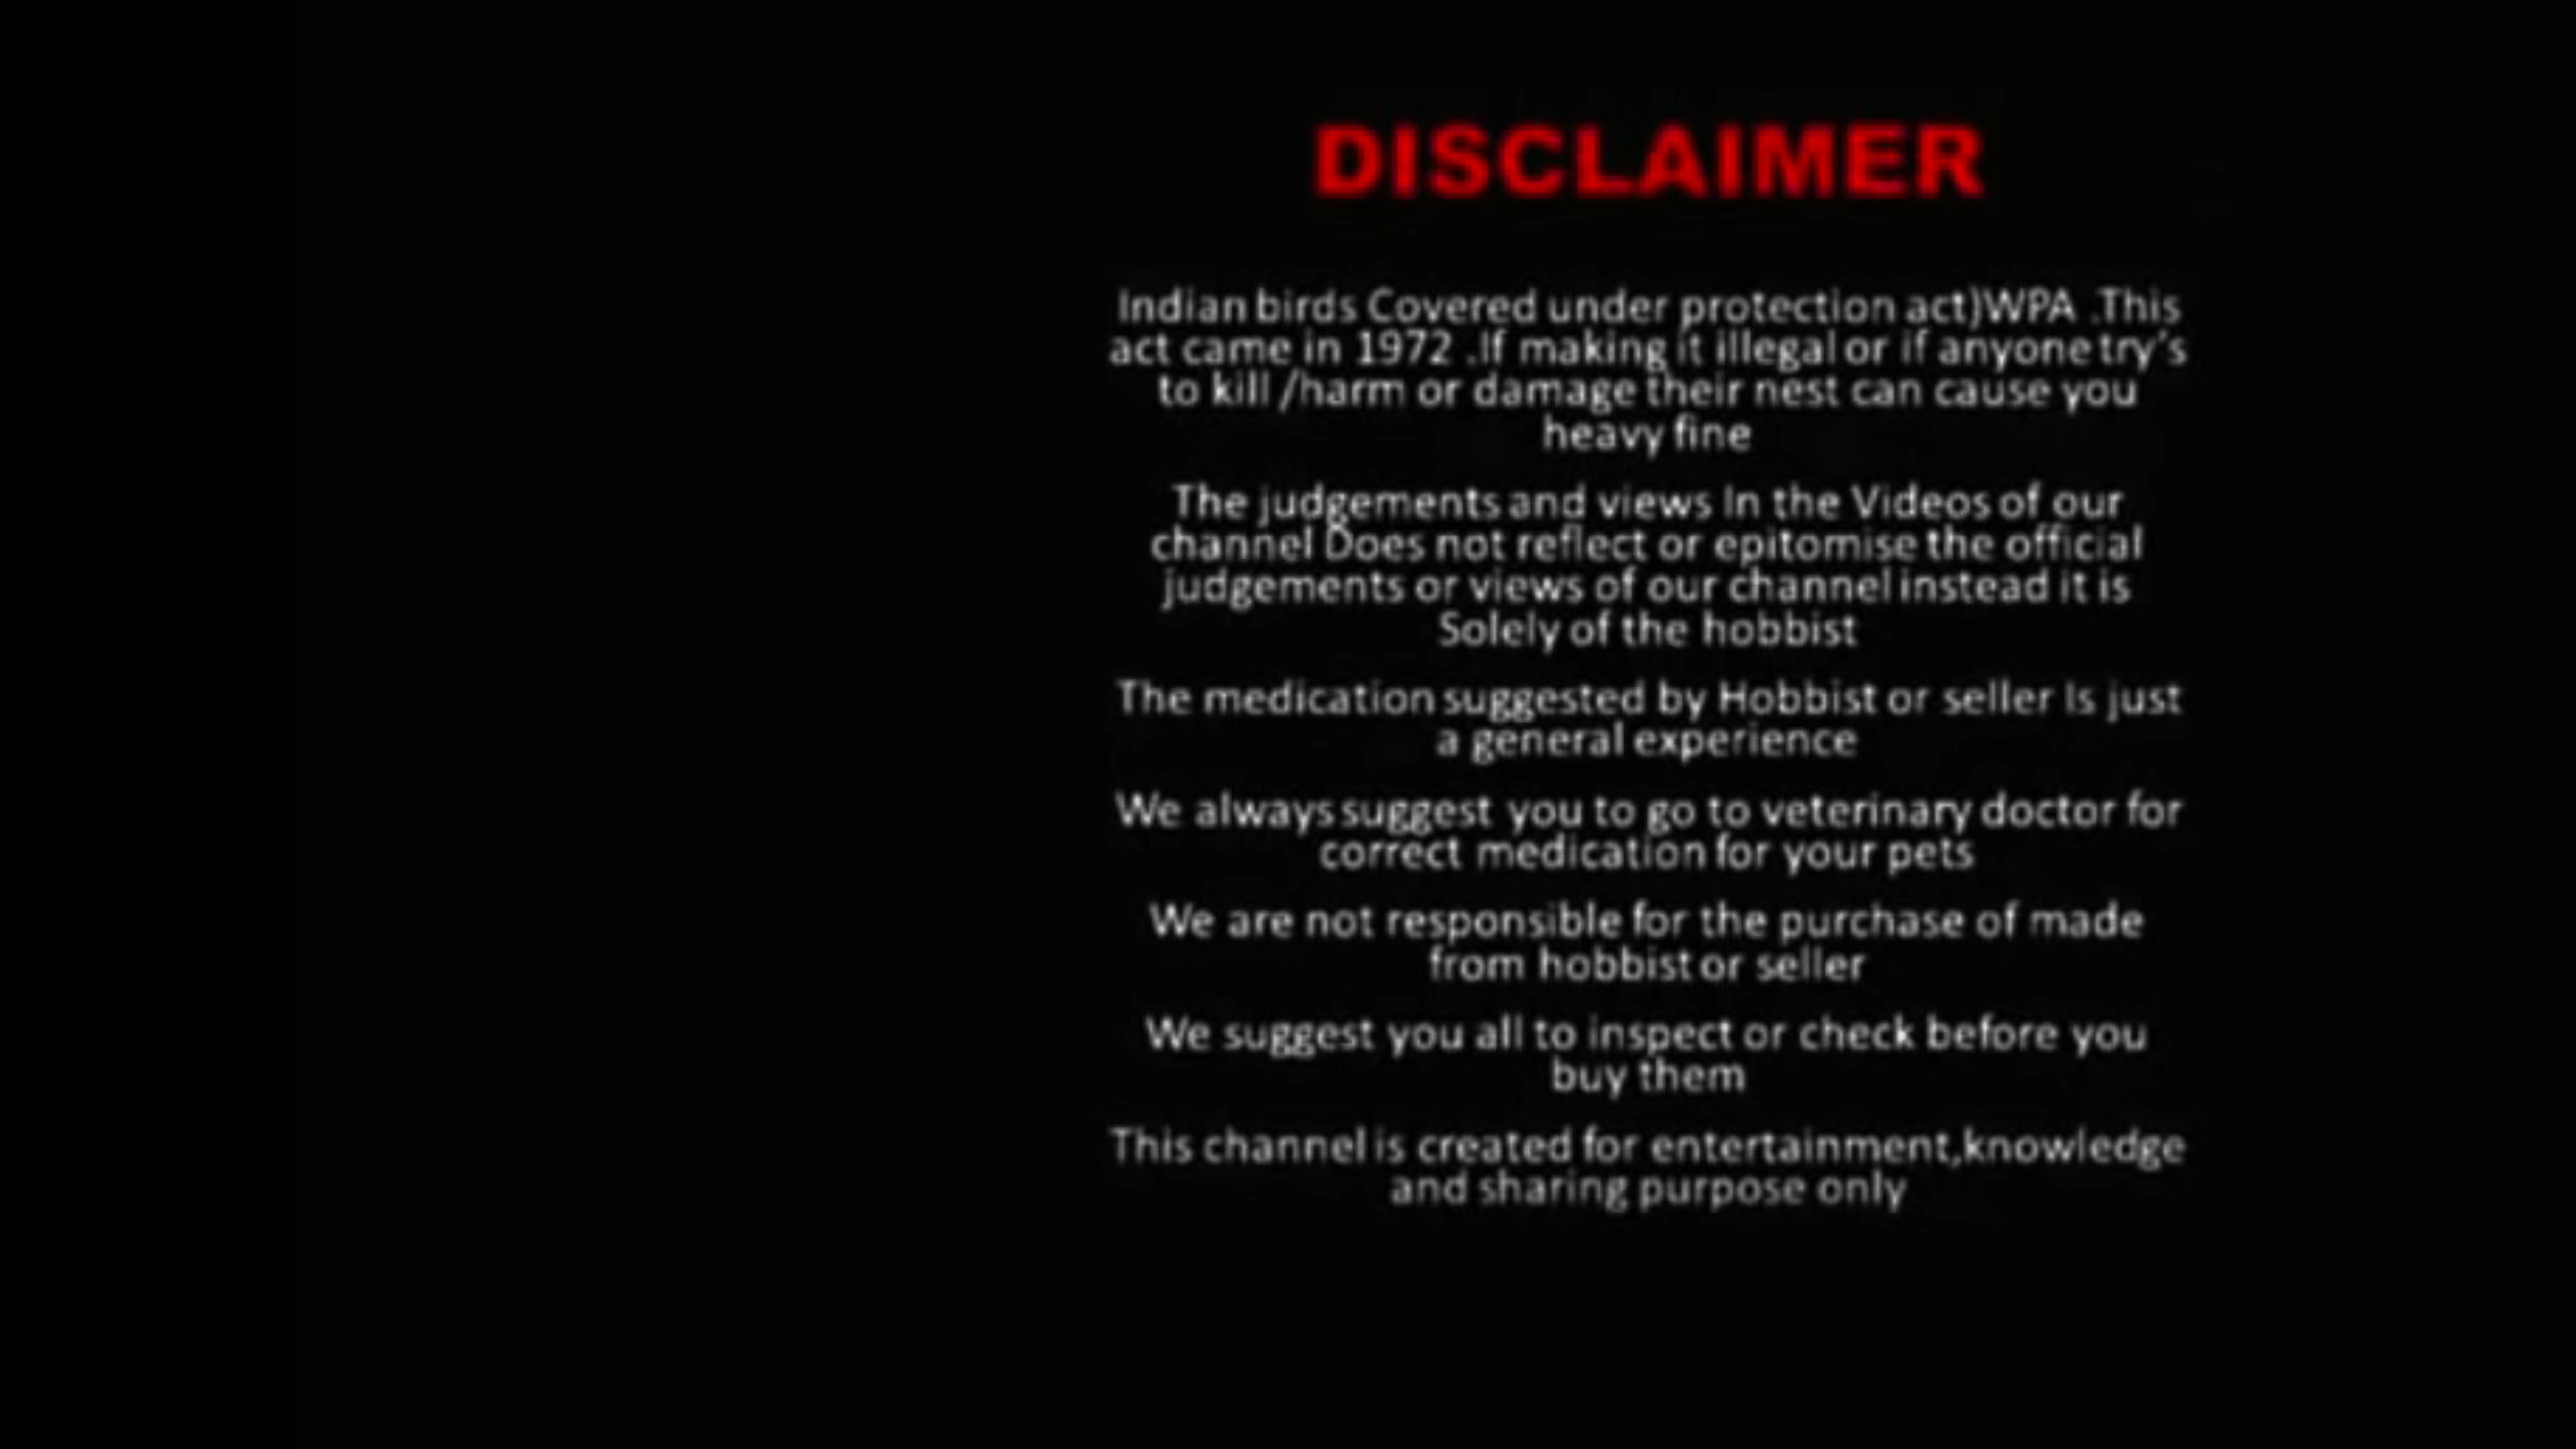 DISCLAIMER
Indian birds Covered under protection act)WPA .This
act came in 1972 .If making it illegal or if anyone try's
to kill /harm or damage their nest can cause you
heavy fine
The judgements and views In the Videos of our
channel Does not reflect or epitomise the official
judgements or views of our channel instead it is
Solely of the hobbist
The medication suggested by Hobbist or seller Is just
a general experience
We always suggest you to go to veterinary doctor for
correct medication for your pets
We are not responsible for the purchase of made
from hobbist or seller
We suggest you all to inspect or check before you
buy them
This channel is created for entertainment,knowledge
and sharing purpose only